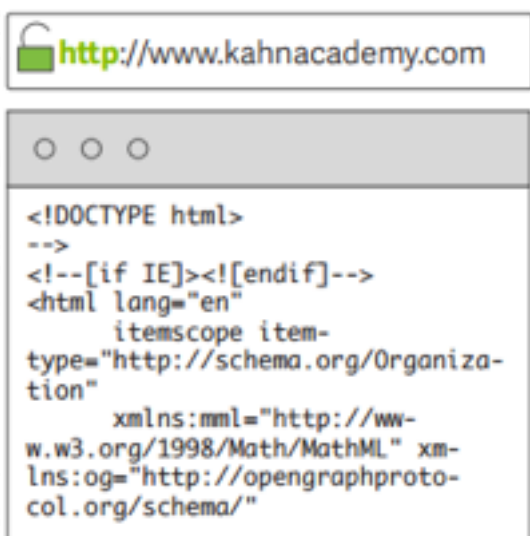 http://www.kahnacademy.com
<!DOCTYPE html>
-->
<!--[if IE]><![endif]-->
<html lang="en"
itemscope item-
type="http://schema.org/Organiza-
tion"
xmlns:mml="http://ww-
w.w3.org/1998/Math/MathML" xm-
lns:og="http://opengraphproto-
col.org/schema/"